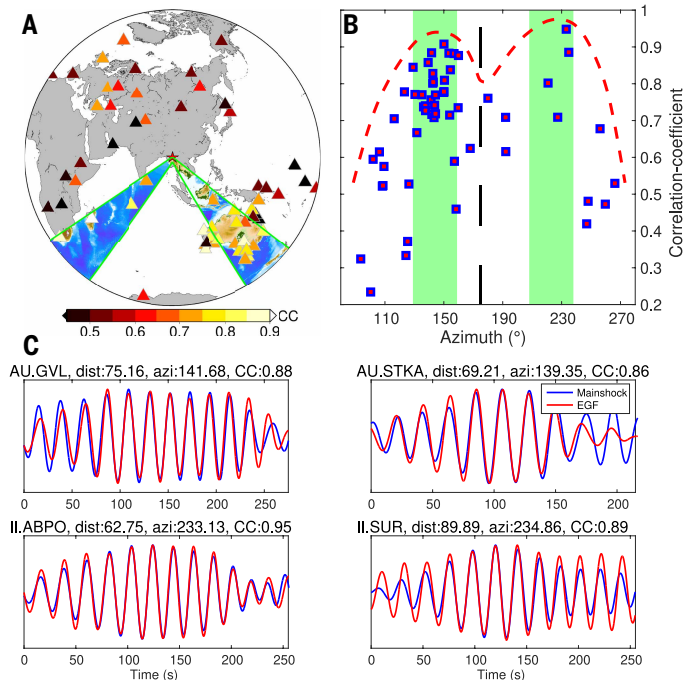 A
CC
0.5 0.6 0.7 0.8 0.9
B
1
0.9
0.8
0.7
0.6
0.5
0.4
0.3
0.2
Correlation-coefficient
110 150 190 230 270
Azimuth (°)
C
AU.GVL, dist:75.16, azi:141.68, CC:0.88
0 50 100 150 200 250
AU.STKA, dist:69.21, azi:139.35, CC:0.86
Mainshock
EGF
0 50 100 150 200
II.ABPO, dist:62.75, azi:233.13, CC:0.95
0 50 100 150 200 250
Time (s)
II.SUR, dist:89.89, azi:234.86, CC:0.89
0 50 100 150 200 250
Time (s)